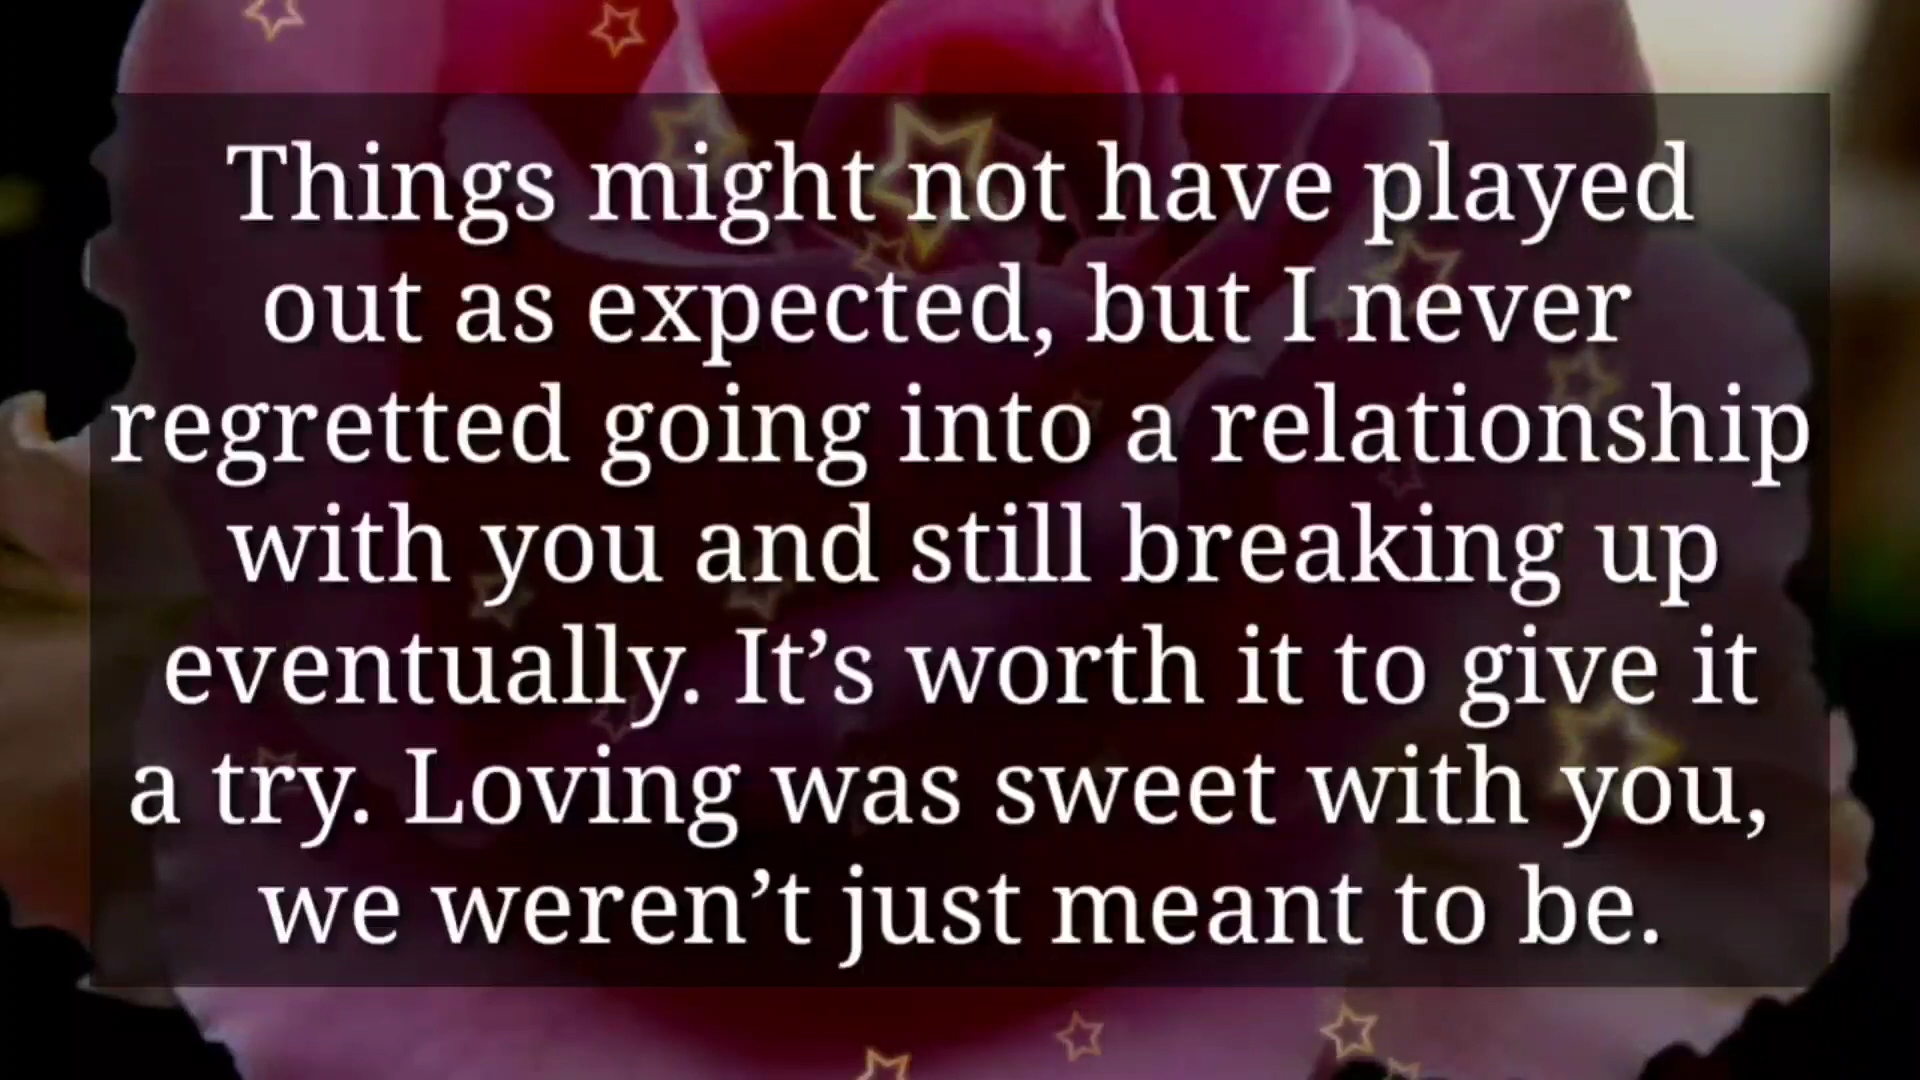 Things might not have played
out as expected, but I never
regretted going into a relationship
with you and still breaking up
eventually. It’s worth it to give it
a try. Loving was sweet with you,
we weren’t just meant to be.